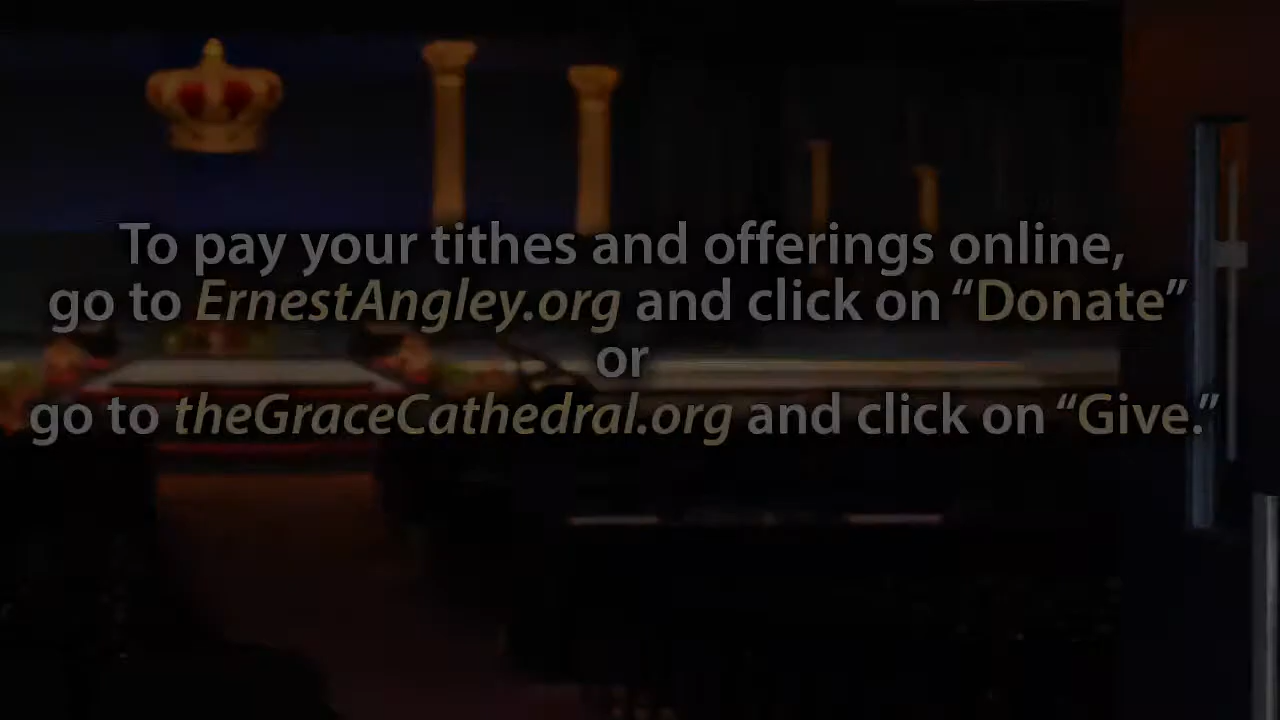 To pay your tithes and offerings online,
go to ErnestAngley.org and click on “Donate”
or
go to theGraceCathedral.org and click on “Give.”